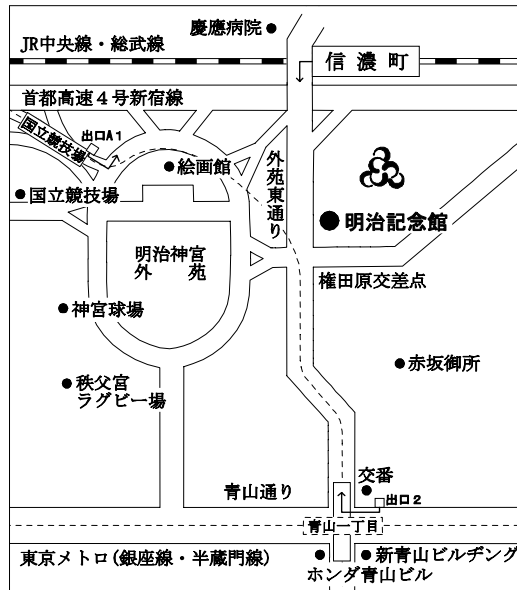 慶應病院
JR中央線・総武線
信濃町
首都高速4号新宿線
出口A1
国立競技場
絵画館
国立競技場
外苑東通り
明治記念館
明治神宮
外苑
権田原交差点
神宮球場
赤坂御所
秩父宮
ラグビー場
交番
青山通り
出口2
青山一丁目
東京メトロ(銀座線・半蔵門線)
新青山ビルヂング
ホンダ青山ビル